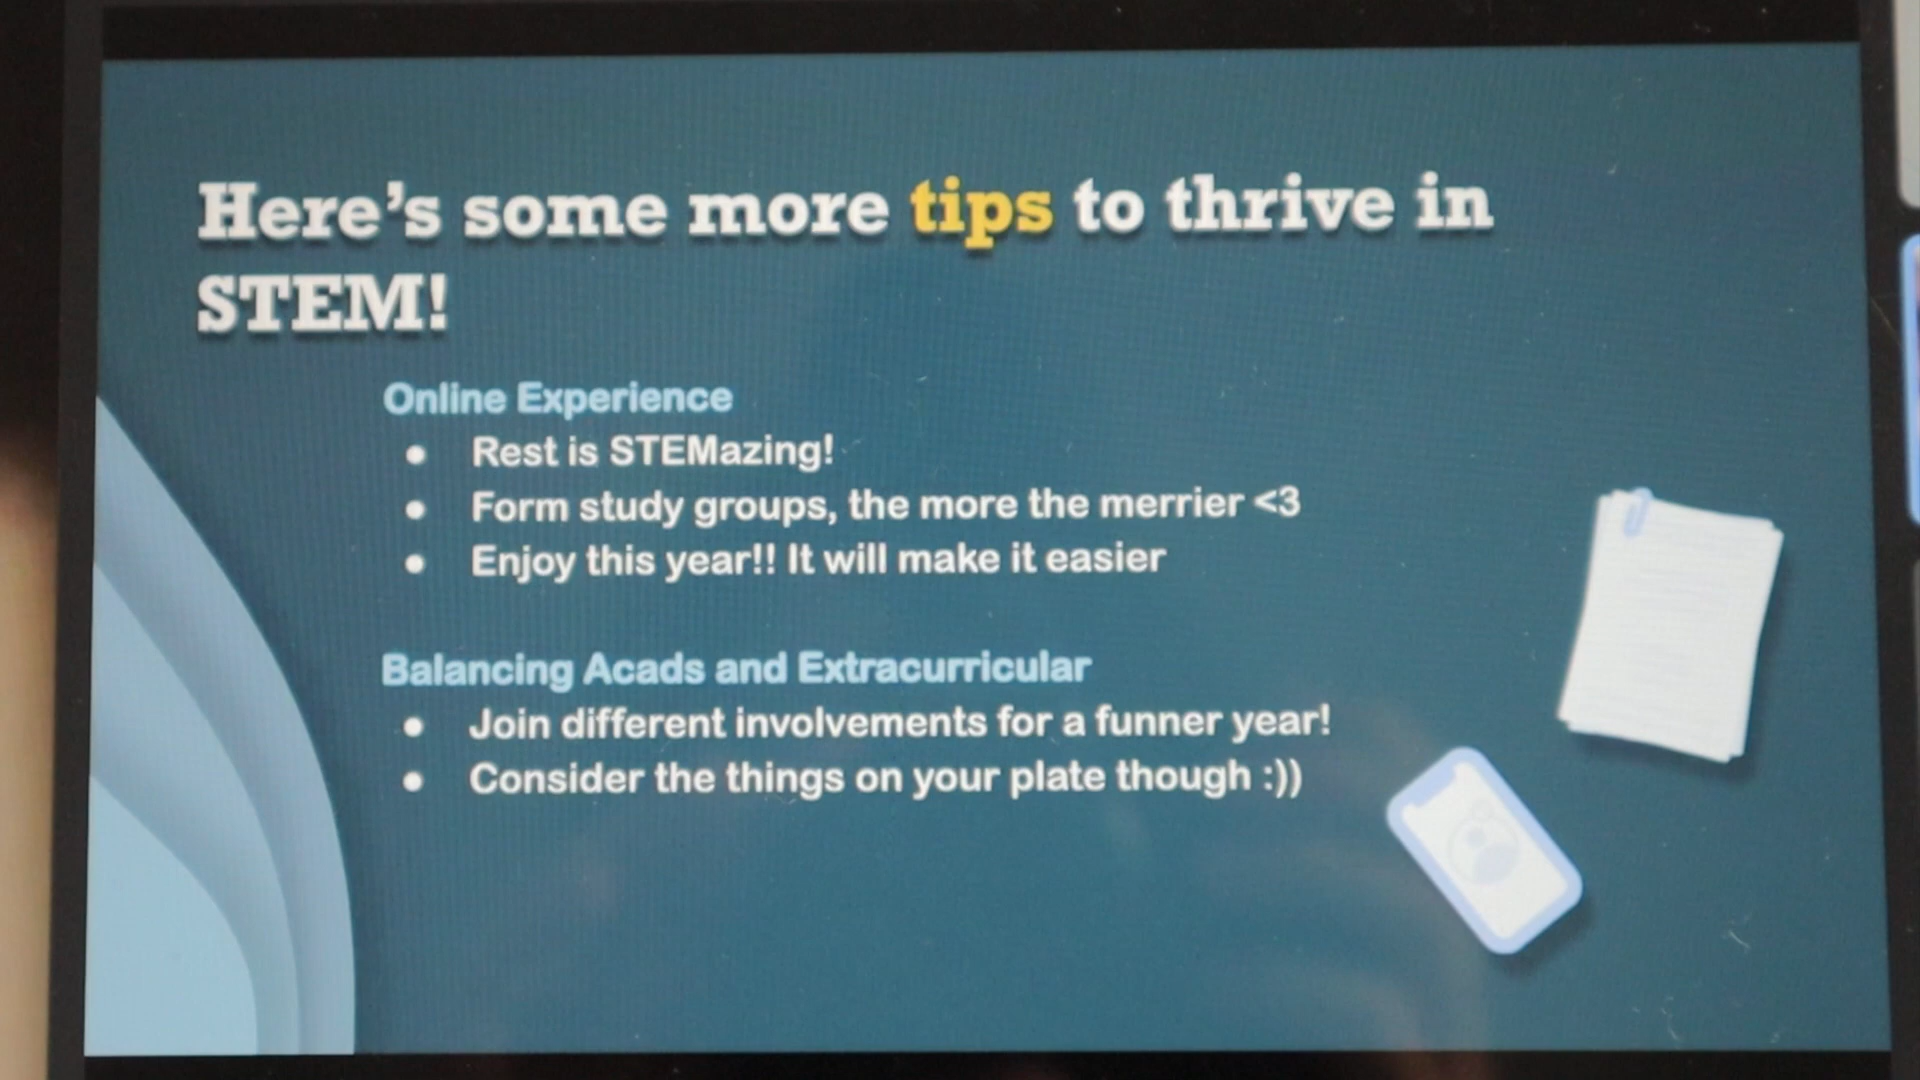 Here's some more tips to thrive in
STEM!
Online Experience
● Rest is STEMazing!
● Form study groups, the more the merrier <3
● Enjoy this year!! It will make it easier
Balancing Acads and Extracurricular
● Join different involvements for a funner year!
● Consider the things on your plate though :))